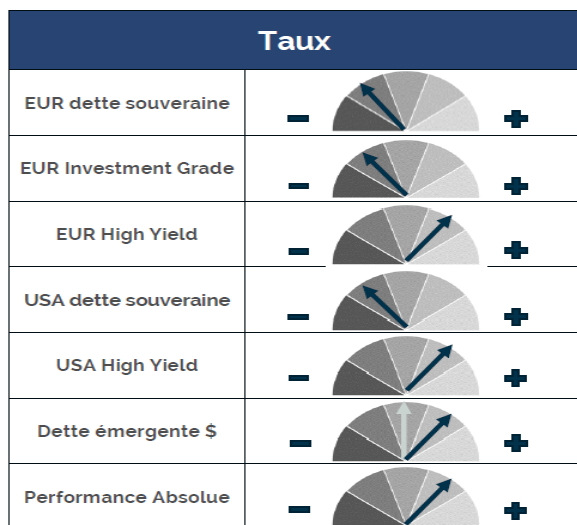 Taux
EUR dette souveraine
− +
EUR Investment Grade
− +
EUR High Yield
− +
USA dette souveraine
− +
USA High Yield
− +
Dette émergente $
− +
Performance Absolue
− +